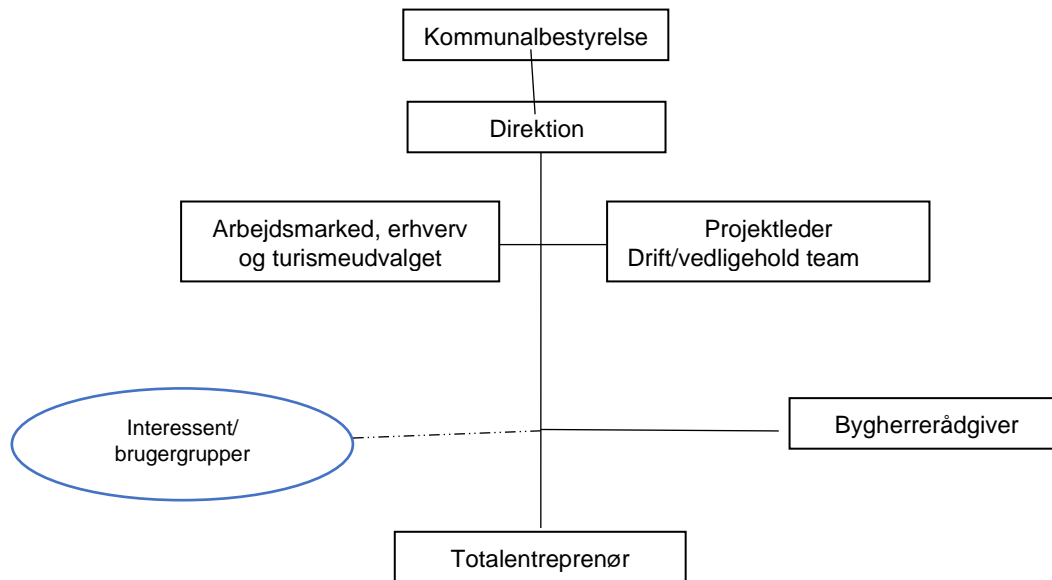 Kommunalbestyrelse
Direktion
Arbejdsmarked, erhverv
og turismeudvalget
Projektleder
Drift/vedligehold team
Interessent/
brugergrupper
Bygherrerådgiver
Totalentreprenør